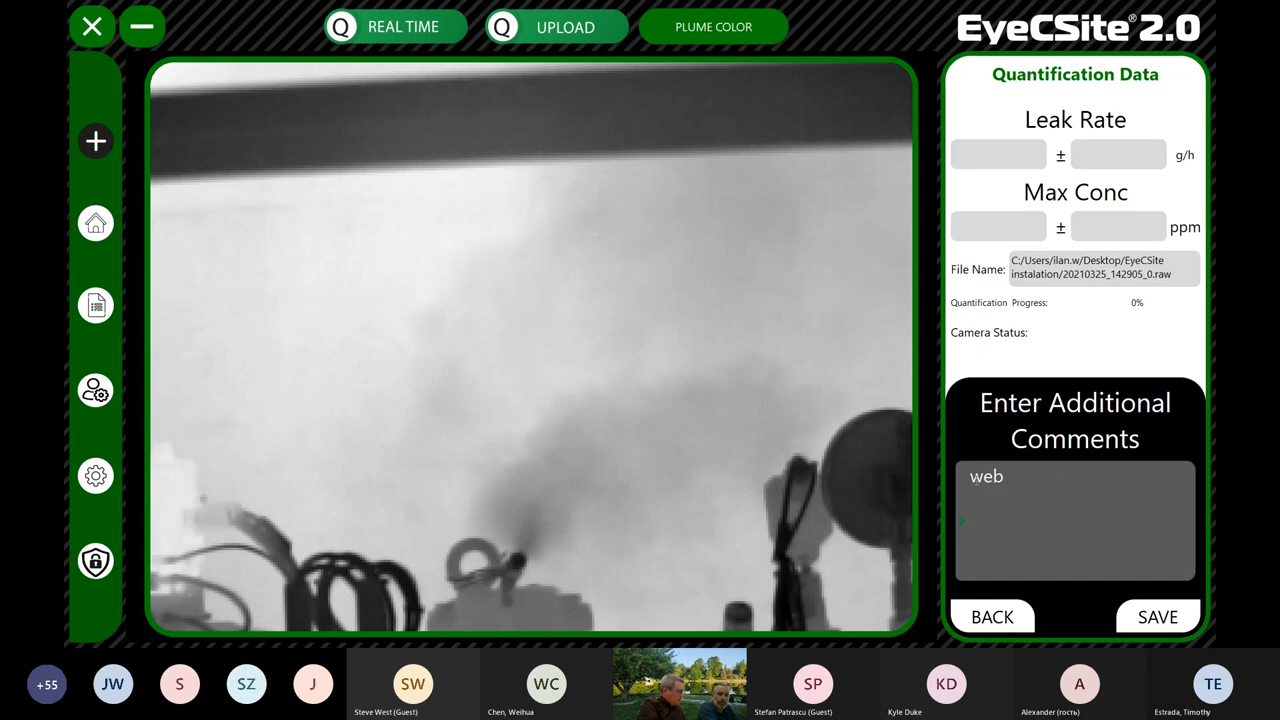 REAL TIME
UPLOAD
PLUME COLOR
EyeCSite® 2.0
Quantification Data
Leak Rate
± g/h
Max Conc
± ppm
File Name: C:/Users/ilan.w/Desktop/EyeCSite
instalation/20210325_142905_0.raw
Quantification Progress: 0%
Camera Status:
Enter Additional
Comments
web
BACK
SAVE
+55
JW
S
SZ
J
SW
Steve West (Guest)
WC
Chen, Weihua
SP
Stefan Patrascu (Guest)
KD
Kyle Duke
A
Alexander (гость)
TE
Estrada, Timothy